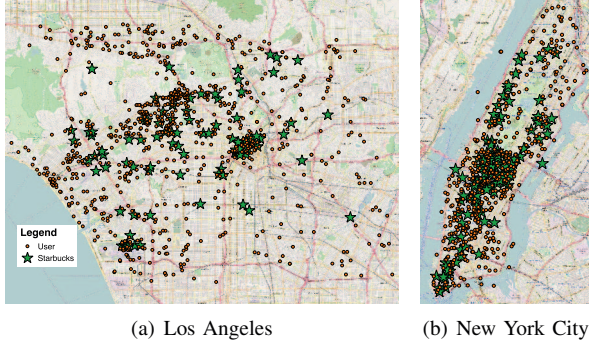 Legend
User
Starbucks
(a) Los Angeles
(b) New York City